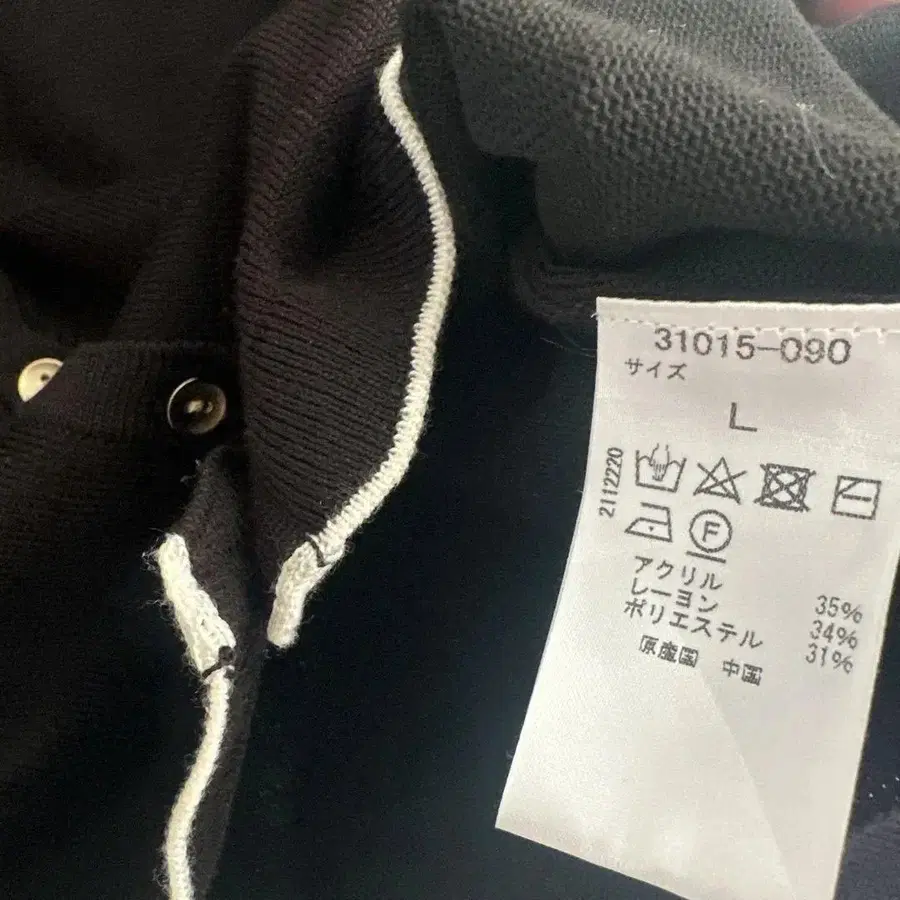 31015-090
サイズ
L
2112220
F
アクリル 35%
レーヨン 34%
ポリエステル 31%
原産国 中国